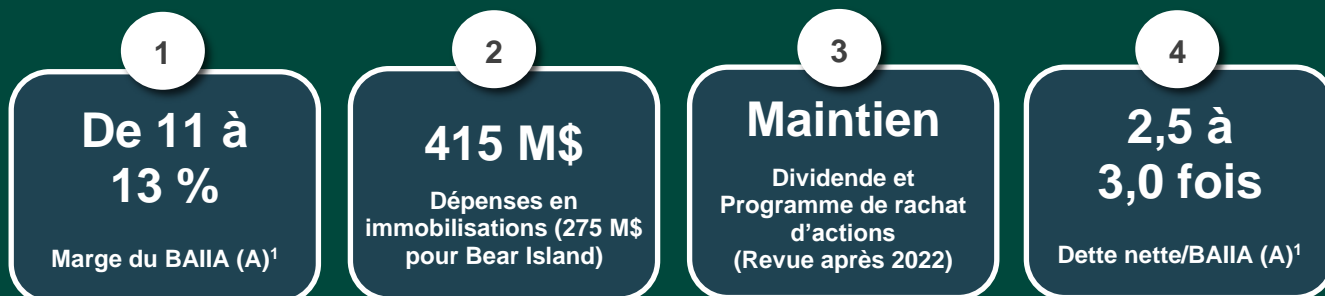 1
De 11 à
13 %
Marge du BAIIA (A)¹
2
415 M$
Dépenses en
immobilisations (275 M$
pour Bear Island)
3
Maintien
Dividende et
Programme de rachat
d'actions
(Revue après 2022)
4
2,5 à
3,0 fois
Dette nette/BAIIA (A)¹